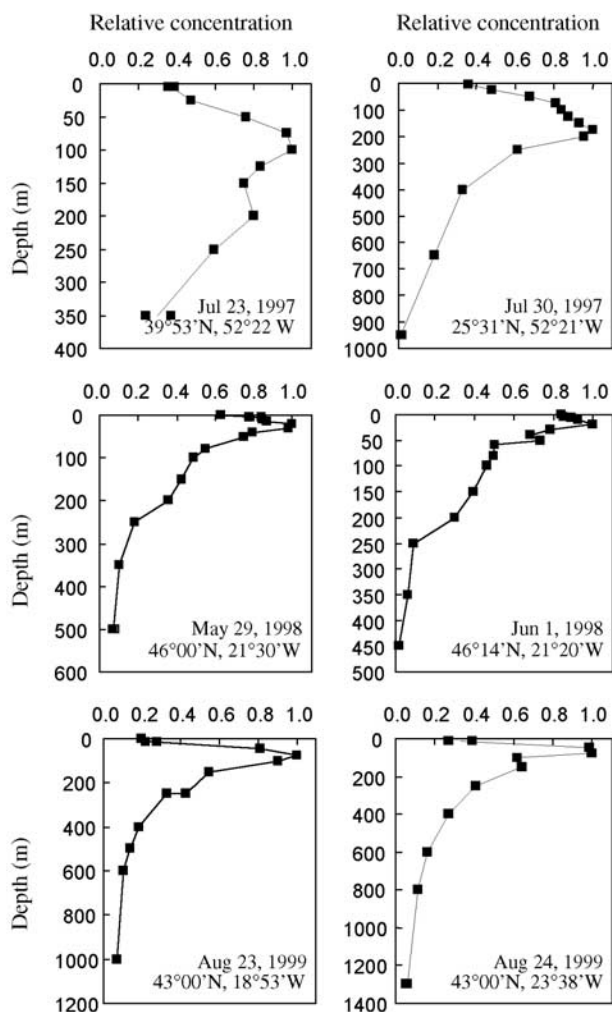 Relative concentration Relative concentration
0.0 0.2 0.4 0.6 0.8 1.0
0
50
100
150
200
250
300
350
400
Depth (m)
Jul 23, 1997
39°53'N, 52°22 W
0.0 0.2 0.4 0.6 0.8 1.0
0
100
200
300
400
500
600
700
800
900
1000
Jul 30, 1997
25°31'N, 52°21'W
0.0 0.2 0.4 0.6 0.8 1.0
0
100
200
300
400
500
600
Depth (m)
May 29, 1998
46°00'N, 21°30'W
0.0 0.2 0.4 0.6 0.8 1.0
0
50
100
150
200
250
300
350
400
450
500
Jun 1, 1998
46°14'N, 21°20'W
0.0 0.2 0.4 0.6 0.8 1.0
0
200
400
600
800
1000
1200
Depth (m)
Aug 23, 1999
43°00'N, 18°53'W
0.0 0.2 0.4 0.6 0.8 1.0
0
200
400
600
800
1000
1200
1400
Aug 24, 1999
43°00'N, 23°38'W